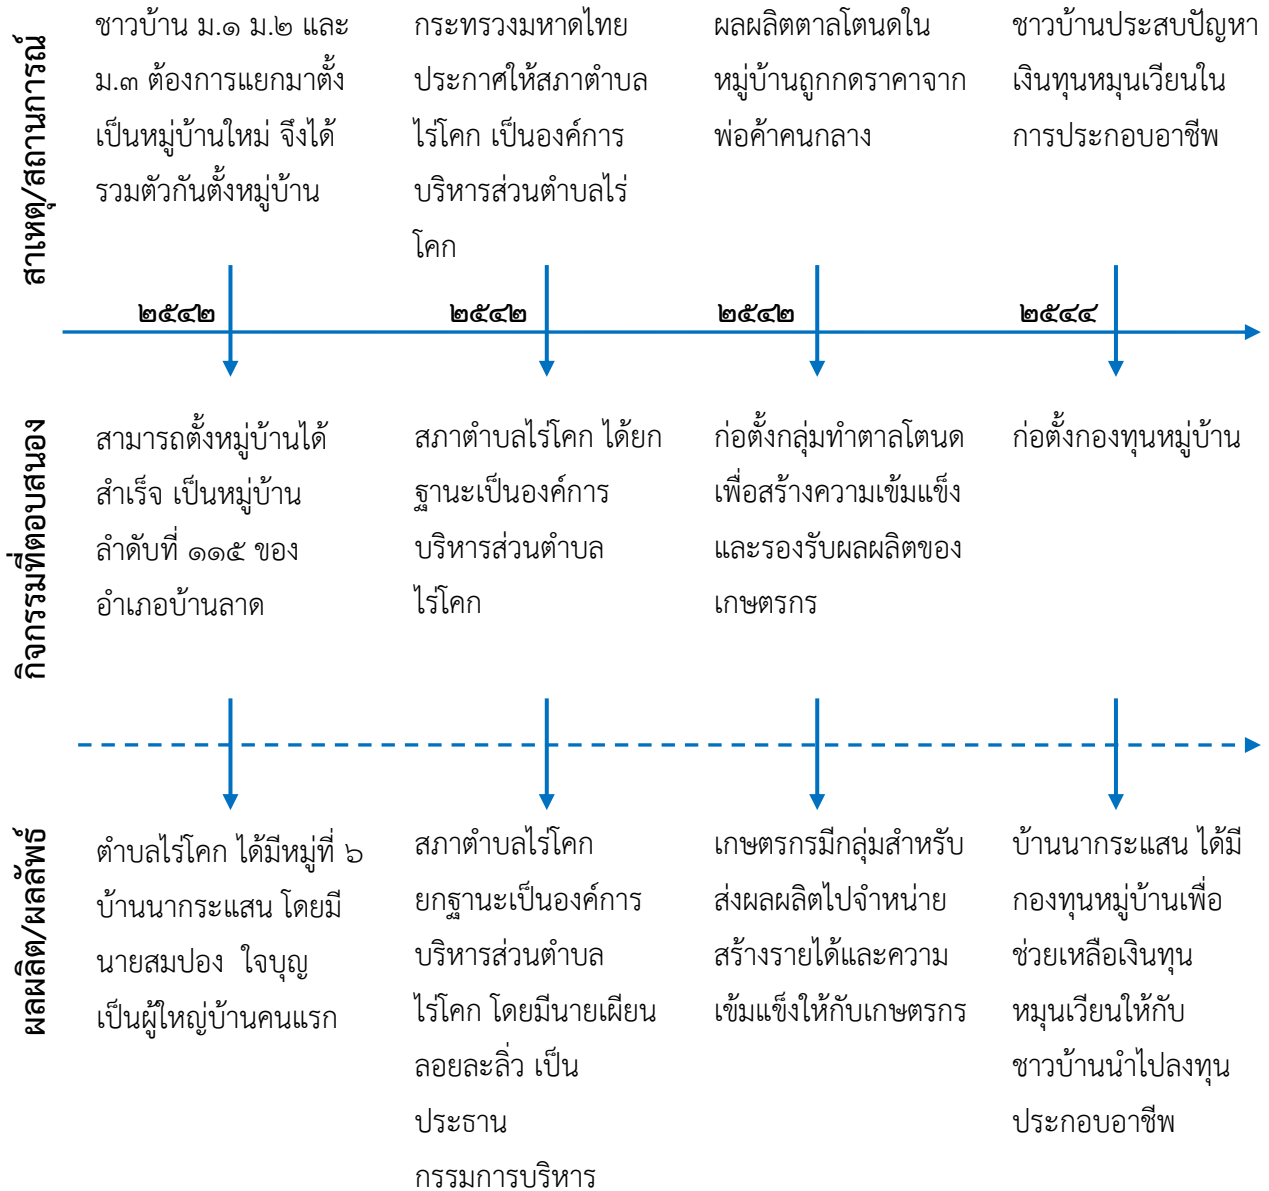 สาเหตุ/สถานการณ์
ชาวบ้าน ม.๑ ม.๒ และ
ม.๓ ต้องการแยกมาตั้ง
เป็นหมู่บ้านใหม่ จึงได้
รวมตัวกันตั้งหมู่บ้าน
กระทรวงมหาดไทย
ประกาศให้สภาตำบล
ไร่โคก เป็นองค์การ
บริหารส่วนตำบลไร่
โคก
ผลผลิตตาลโตนดใน
หมู่บ้านถูกกดราคาจาก
พ่อค้าคนกลาง
ชาวบ้านประสบปัญหา
เงินทุนหมุนเวียนใน
การประกอบอาชีพ
๒๕๔๒
๒๕๔๒
๒๕๔๒
๒๕๔๔
กิจกรรมที่ตอบสนอง
สามารถตั้งหมู่บ้านได้
สำเร็จ เป็นหมู่บ้าน
ลำดับที่ ๑๑๕ ของ
อำเภอบ้านลาด
สภาตำบลไร่โคก ได้ยก
ฐานะเป็นองค์การ
บริหารส่วนตำบล
ไร่โคก
ก่อตั้งกลุ่มทำตาลโตนด
เพื่อสร้างความเข้มแข็ง
และรองรับผลผลิตของ
เกษตรกร
ก่อตั้งกองทุนหมู่บ้าน
ผลผลิต/ผลลัพธ์
ตำบลไร่โคก ได้มีหมู่ที่ ๖
บ้านนากระแสน โดยมี
นายสมปอง  ใจบุญ
เป็นผู้ใหญ่บ้านคนแรก
สภาตำบลไร่โคก
ยกฐานะเป็นองค์การ
บริหารส่วนตำบล
ไร่โคก โดยมีนายเผียน
ลอยละลิ่ว เป็น
ประธาน
กรรมการบริหาร
เกษตรกรมีกลุ่มสำหรับ
ส่งผลผลิตไปจำหน่าย
สร้างรายได้และความ
เข้มแข็งให้กับเกษตรกร
บ้านนากระแสน ได้มี
กองทุนหมู่บ้านเพื่อ
ช่วยเหลือเงินทุน
หมุนเวียนให้กับ
ชาวบ้านนำไปลงทุน
ประกอบอาชีพ